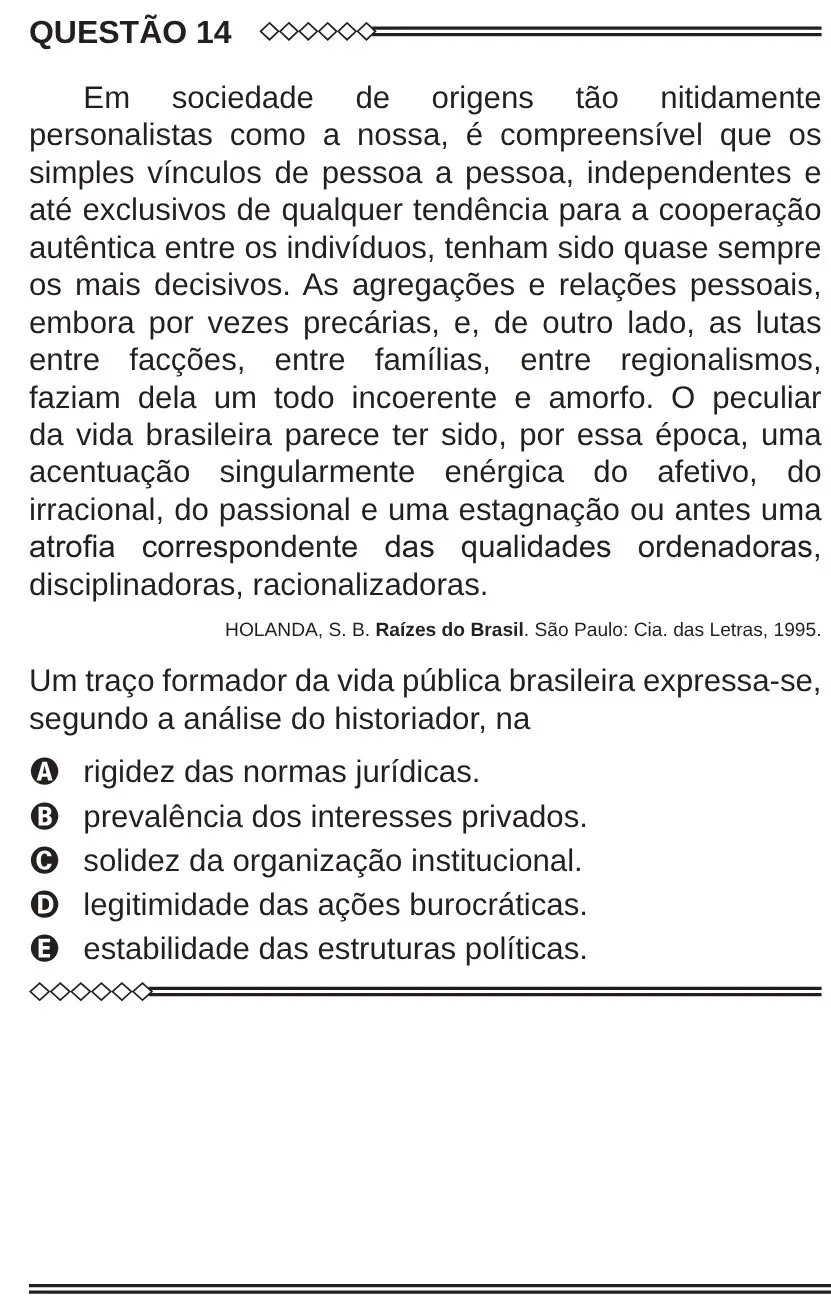 QUESTÃO 14
Em sociedade de origens tão nitidamente
personalistas como a nossa, é compreensível que os
simples vínculos de pessoa a pessoa, independentes e
até exclusivos de qualquer tendência para a cooperação
autêntica entre os indivíduos, tenham sido quase sempre
os mais decisivos. As agregações e relações pessoais,
embora por vezes precárias, e, de outro lado, as lutas
entre facções, entre famílias, entre regionalismos,
faziam dela um todo incoerente e amorfo. O peculiar
da vida brasileira parece ter sido, por essa época, uma
acentuação singularmente enérgica do afetivo, do
irracional, do passional e uma estagnação ou antes uma
atrofia correspondente das qualidades ordenadoras,
disciplinadoras, racionalizadoras.
HOLANDA, S. B. Raízes do Brasil. São Paulo: Cia. das Letras, 1995.
Um traço formador da vida pública brasileira expressa-se,
segundo a análise do historiador, na
A rigidez das normas jurídicas.
B prevalência dos interesses privados.
C solidez da organização institucional.
D legitimidade das ações burocráticas.
E estabilidade das estruturas políticas.